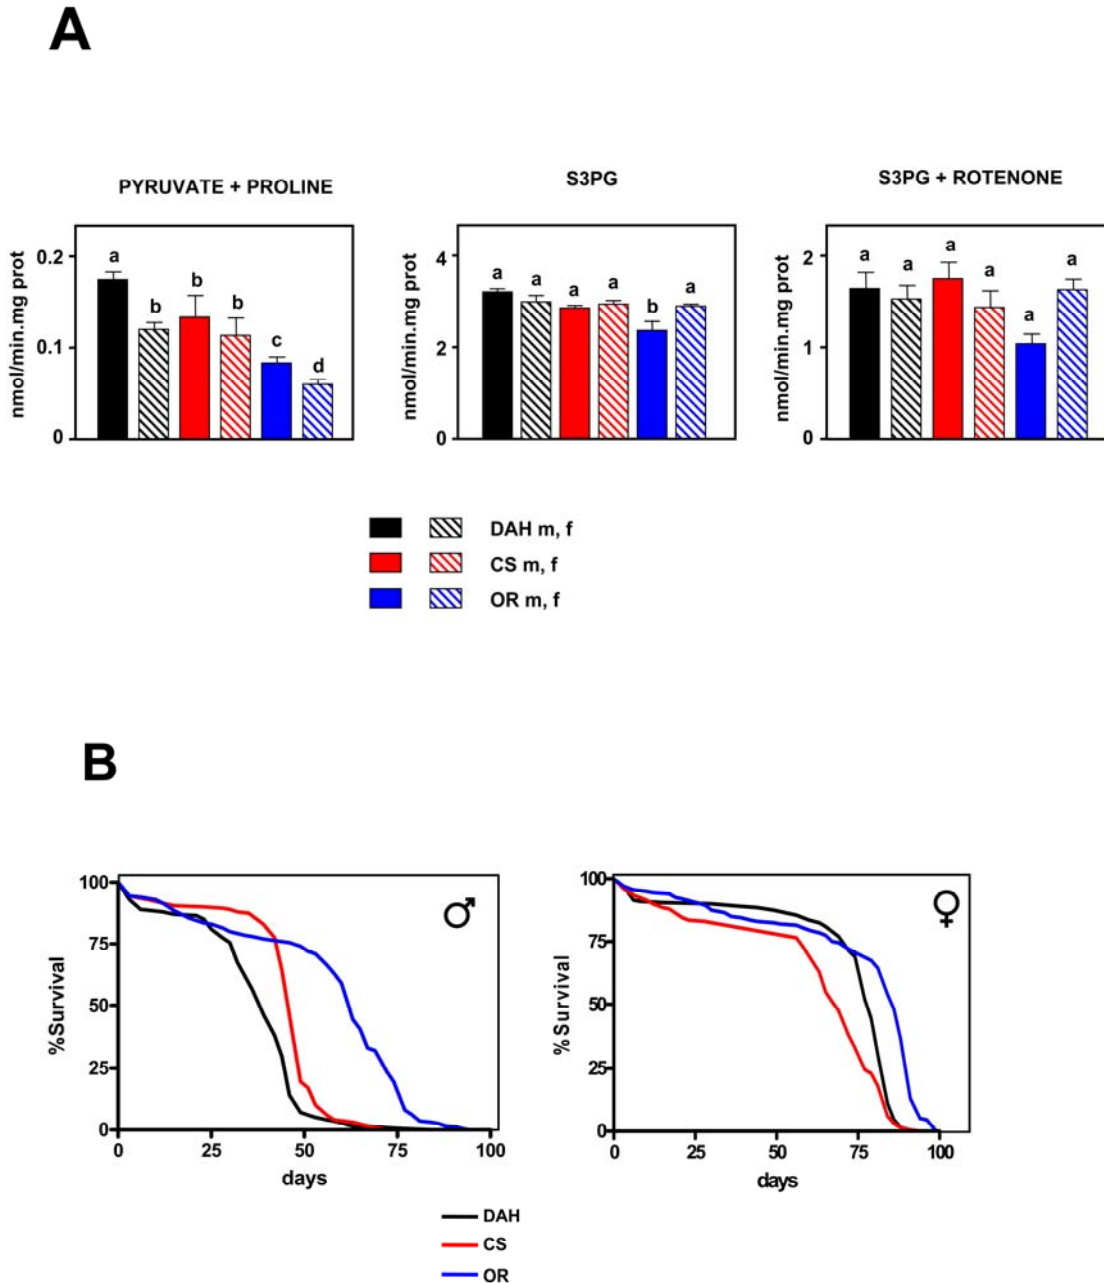 A
PYRUVATE + PROLINE
S3PG
S3PG + ROTENONE
nmol/min.mg prot
0.2
0.1
0
a
b
b
b
c
d
nmol/min.mg prot
4
2
0
a
a
a
a
b
a
nmol/min.mg prot
2
1
0
a
a
a
a
a
a
DAH m, f
CS m, f
OR m, f
B
%Survival
100
75
50
25
0
♂
0
25
50
75
100
days
%Survival
100
75
50
25
0
♀
0
25
50
75
100
days
DAH
CS
OR